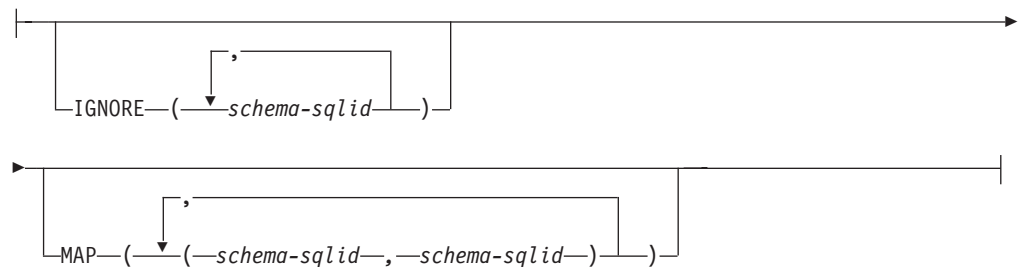 ,
IGNORE ( schema-sqlid )
,
MAP ( ( schema-sqlid , schema-sqlid ) )